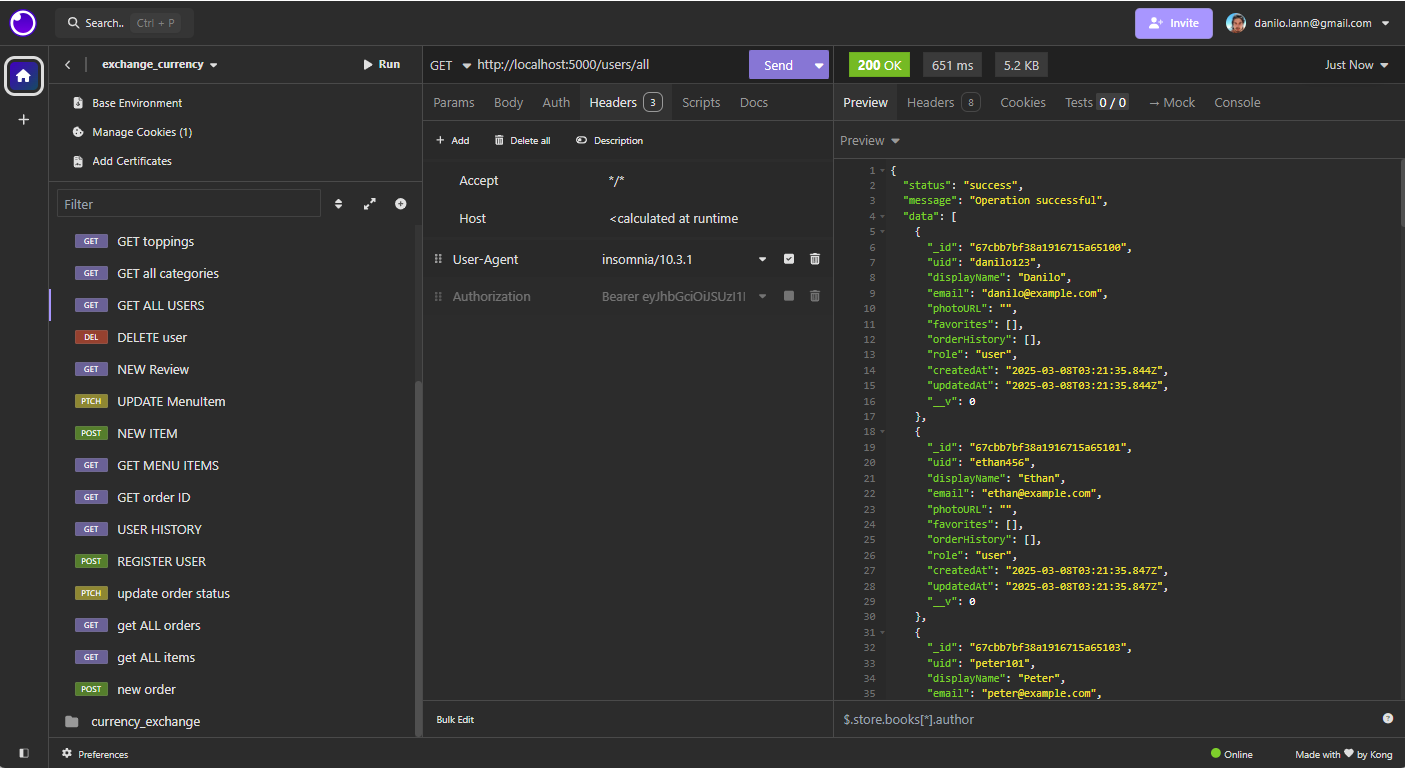 Search.. Ctrl + P
Invite
danilo.lann@gmail.com
exchange_currency
Run
Base Environment
Manage Cookies (1)
Add Certificates
Filter
GET GET toppings
GET GET all categories
GET GET ALL USERS
DEL DELETE user
GET NEW Review
PTCH UPDATE MenuItem
POST NEW ITEM
GET GET MENU ITEMS
GET GET order ID
GET USER HISTORY
POST REGISTER USER
PTCH update order status
GET get ALL orders
GET get ALL items
POST new order
currency_exchange
Preferences
GET http://localhost:5000/users/all Send
Params Body Auth Headers 3 Scripts Docs
+ Add Delete all Description
Accept */*
Host <calculated at runtime
User-Agent insomnia/10.3.1
Authorization Bearer eyJhbGciOiJSUzI1I
Bulk Edit
200 OK 651 ms 5.2 KB Just Now
Preview Headers 8 Cookies Tests 0 / 0 → Mock Console
Preview
1 {
2 "status": "success",
3 "message": "Operation successful",
4 "data": [
5 {
6 "_id": "67cbb7bf38a1916715a65100",
7 "uid": "danilo123",
8 "displayName": "Danilo",
9 "email": "danilo@example.com",
10 "photoURL": "",
11 "favorites": [],
12 "orderHistory": [],
13 "role": "user",
14 "createdAt": "2025-03-08T03:21:35.844Z",
15 "updatedAt": "2025-03-08T03:21:35.844Z",
16 "__v": 0
17 },
18 {
19 "_id": "67cbb7bf38a1916715a65101",
20 "uid": "ethan456",
21 "displayName": "Ethan",
22 "email": "ethan@example.com",
23 "photoURL": "",
24 "favorites": [],
25 "orderHistory": [],
26 "role": "user",
27 "createdAt": "2025-03-08T03:21:35.847Z",
28 "updatedAt": "2025-03-08T03:21:35.847Z",
29 "__v": 0
30 },
31 {
32 "_id": "67cbb7bf38a1916715a65103",
33 "uid": "peter101",
34 "displayName": "Peter",
35 "email": "peter@example.com",
$.store.books[*].author
Online
Made with ♥ by Kong